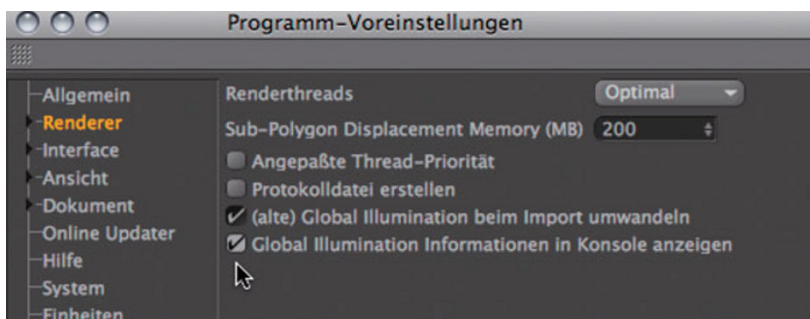 Programm-Voreinstellungen
Allgemein
Renderer
Interface
Ansicht
Dokument
Online Updater
Hilfe
System
Einheiten
Renderthreads Optimal
Sub-Polygon Displacement Memory (MB) 200
Angepaßte Thread-Priorität
Protokolldatei erstellen
(alte) Global Illumination beim Import umwandeln
Global Illumination Informationen in Konsole anzeigen